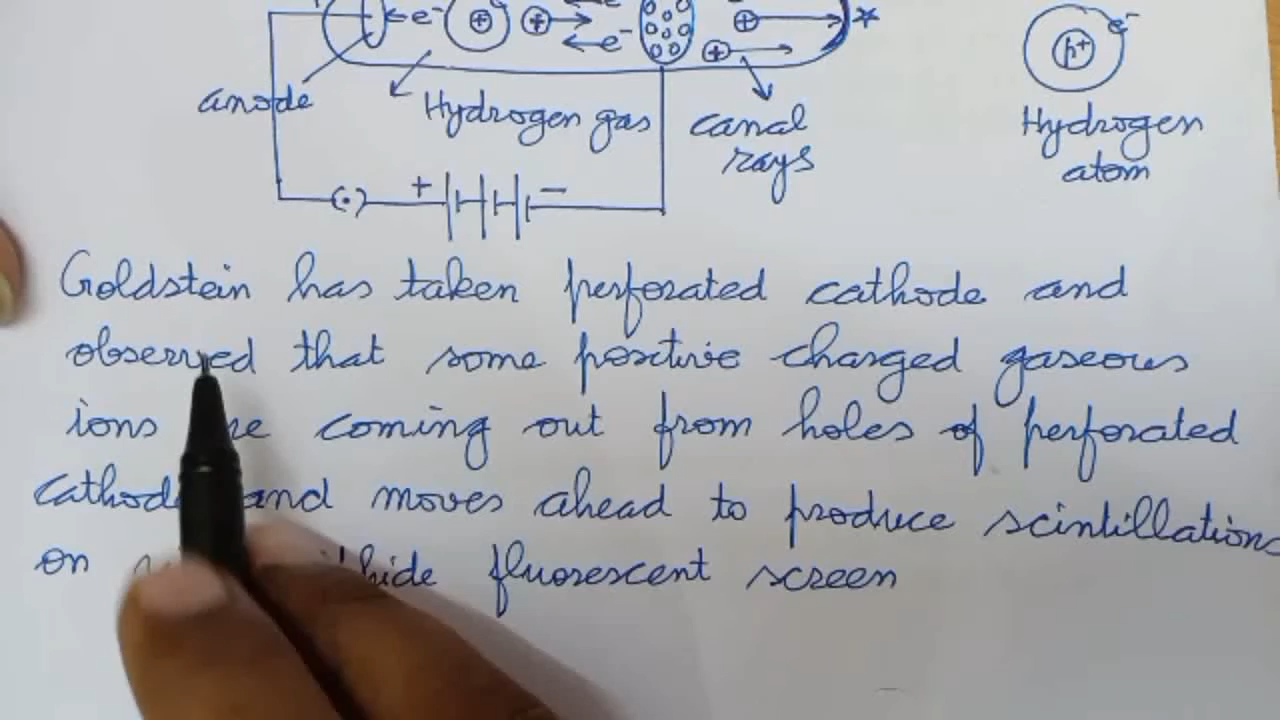 e⁻
+
+
e⁻
+
+
e⁻
p+
anode
Hydrogen gas
canal
rays
Hydrogen
atom
+
−
Goldstein has taken perforated cathode and
observed that some positive charged gaseous
ions coming out from holes of perforated
and moves ahead to produce scintillations
on fluorescent screen